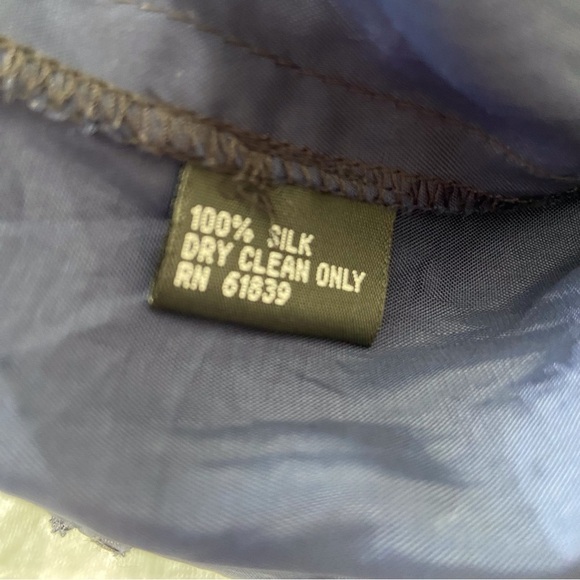 100% SILK
DRY CLEAN ONLY
RN 61839